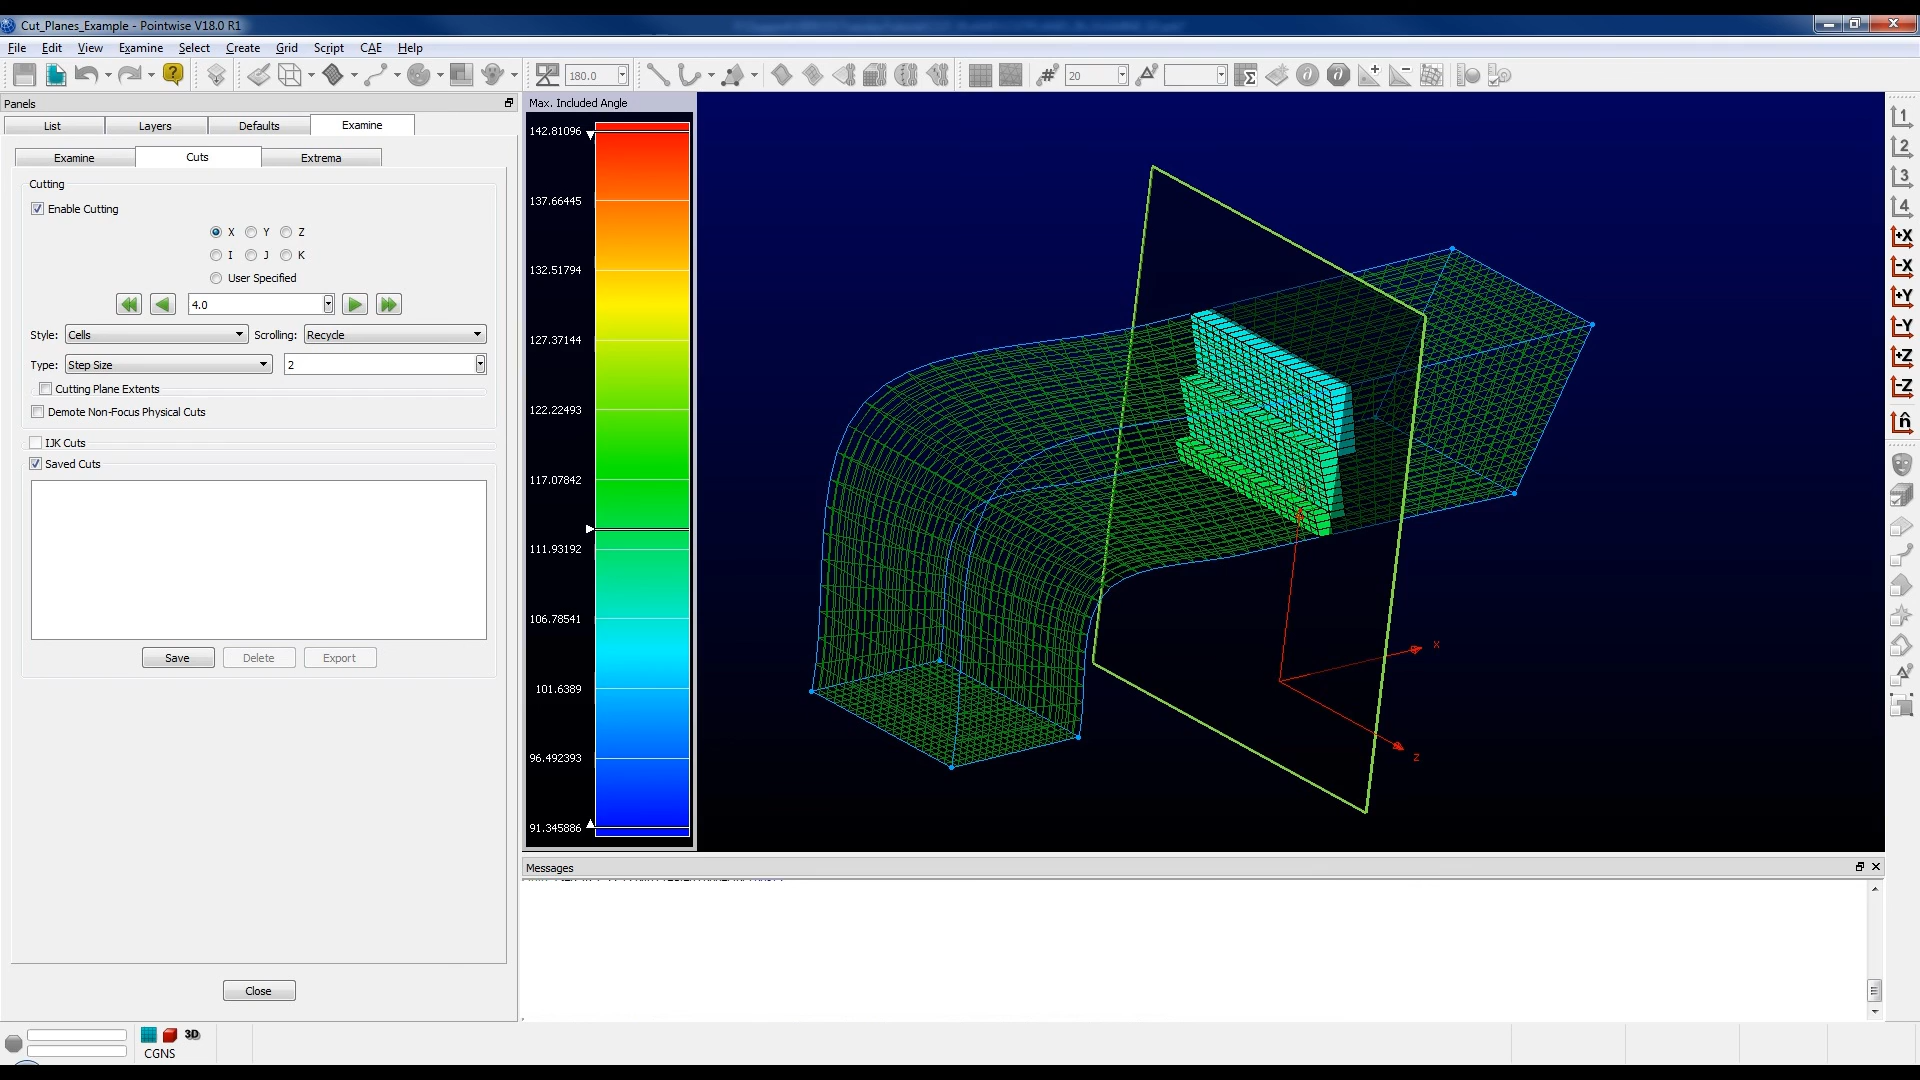 Cut_Planes_Example - Pointwise V18.0 R1
File Edit View Examine Select Create Grid Script CAE Help
180.0 20
Panels
List Layers Defaults Examine
Examine Cuts Extrema
Cutting
Enable Cutting
X Y Z
I J K
User Specified
4.0
Style: Cells Scrolling: Recycle
Type: Step Size 2
Cutting Plane Extents
Demote Non-Focus Physical Cuts
IJK Cuts
Saved Cuts
Save Delete Export
Close
Max. Included Angle
142.81096
137.66445
132.51794
127.37144
122.22493
117.07842
111.93192
106.78541
101.6389
96.492393
91.345886
x
z
1
2
3
4
+X
-X
+Y
-Y
+Z
-Z
n̂
Messages
3D
CGNS